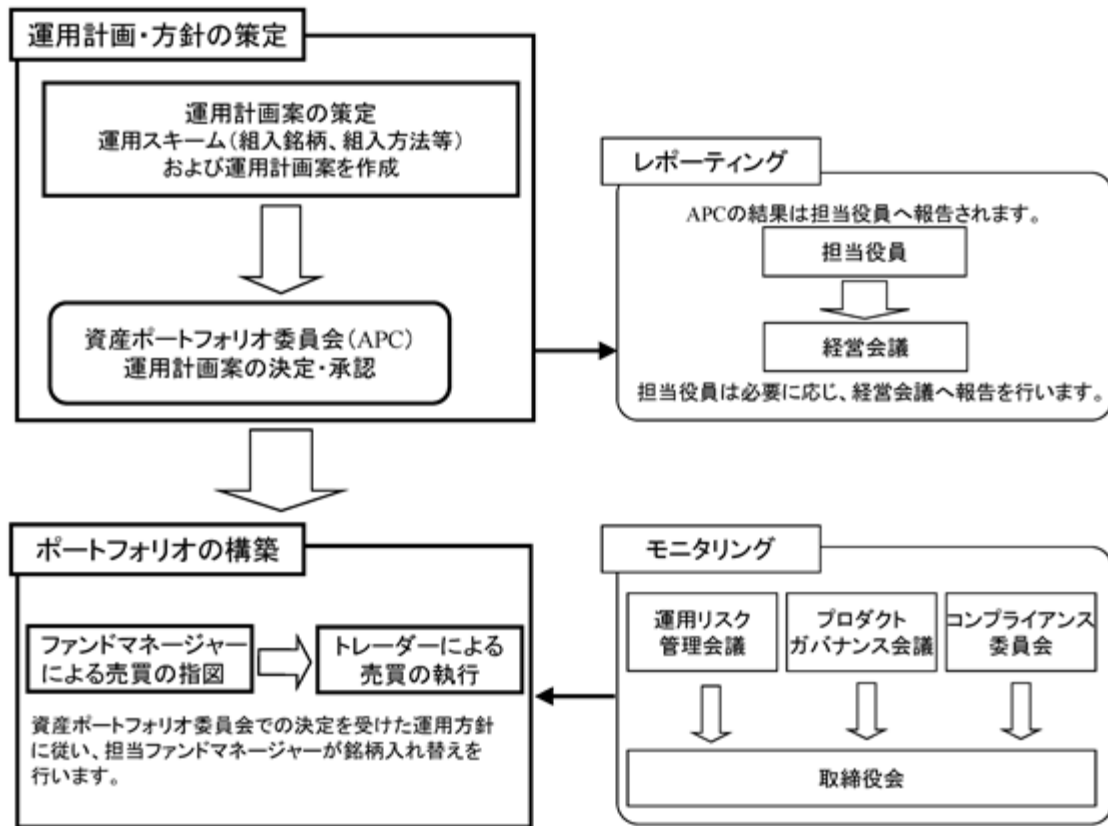 運用計画・方針の策定
運用計画案の策定
運用スキーム(組入銘柄、組入方法等)
および運用計画案を作成
資産ポートフォリオ委員会(APC)
運用計画案の決定・承認
レポーティング
APCの結果は担当役員へ報告されます。
担当役員
経営会議
担当役員は必要に応じ、経営会議へ報告を行います。
ポートフォリオの構築
ファンドマネージャー
による売買の指図
トレーダーによる
売買の執行
資産ポートフォリオ委員会での決定を受けた運用方針
に従い、担当ファンドマネージャーが銘柄入れ替えを
行います。
モニタリング
運用リスク
管理会議
プロダクト
ガバナンス会議
コンプライアンス
委員会
取締役会